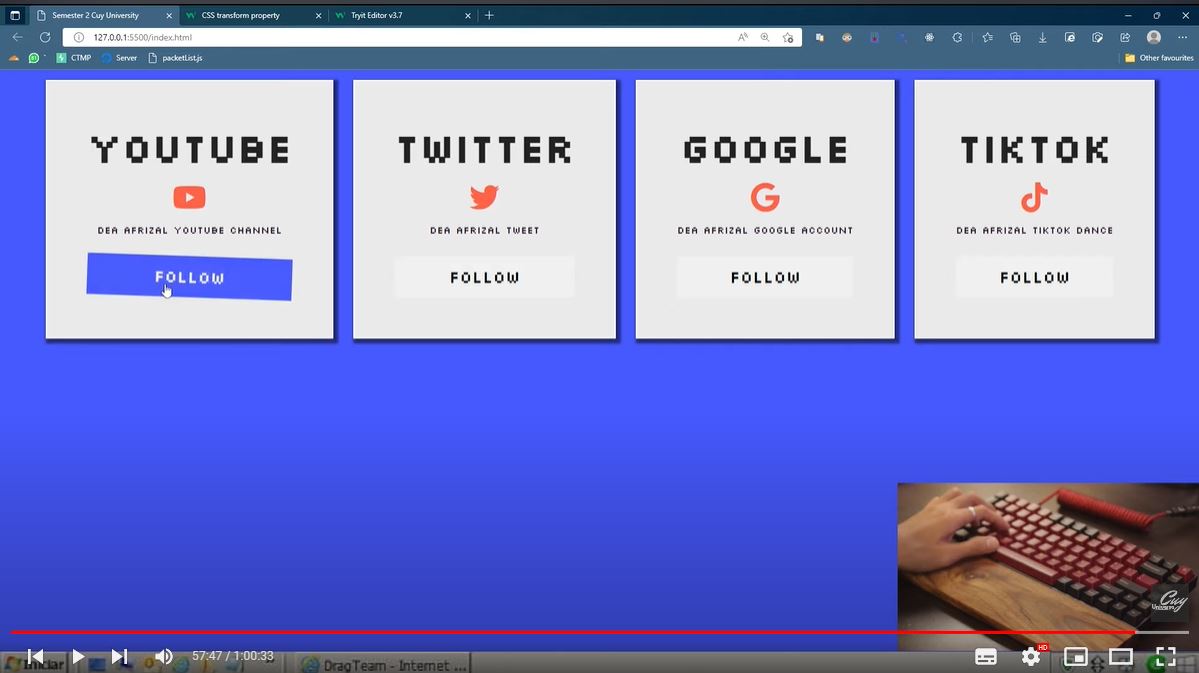 Semester 2 Cuy University
CSS transform property
Tryit Editor v3.7
127.0.0.1:5500/index.html
CTMP
Server
packetList.js
Other favourites
YOUTUBE
DEA AFRIZAL YOUTUBE CHANNEL
FOLLOW
TWITTER
DEA AFRIZAL TWEET
FOLLOW
GOOGLE
DEA AFRIZAL GOOGLE ACCOUNT
FOLLOW
TIKTOK
DEA AFRIZAL TIKTOK DANCE
FOLLOW
Cuy
University
57:47 / 1:00:33
HD
Iniciar
DragTeam - Internet ...